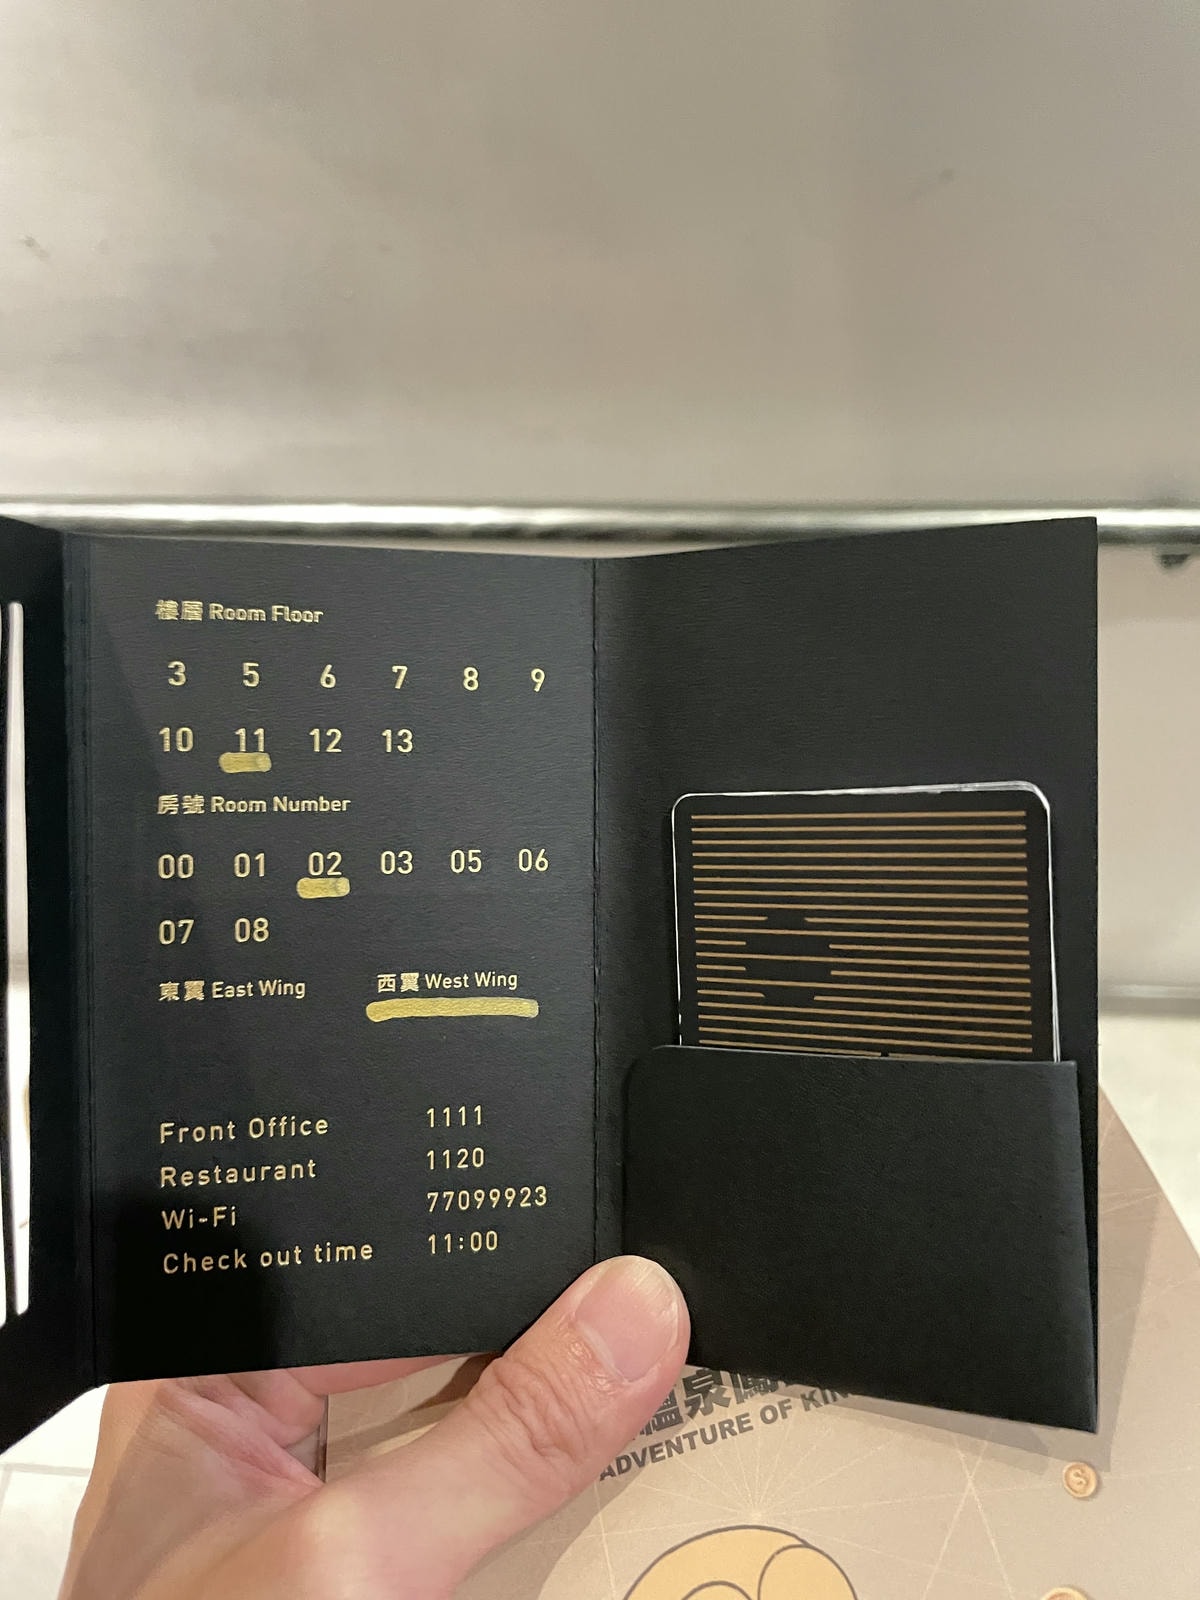 樓層 Room Floor
3 5 6 7 8 9
10 11 12 13
房號 Room Number
00 01 02 03 05 06
07 08
東翼 East Wing 西翼 West Wing
Front Office 1111
Restaurant 1120
Wi-Fi 77099923
Check out time 11:00
溫泉
ADVENTURE OF
S